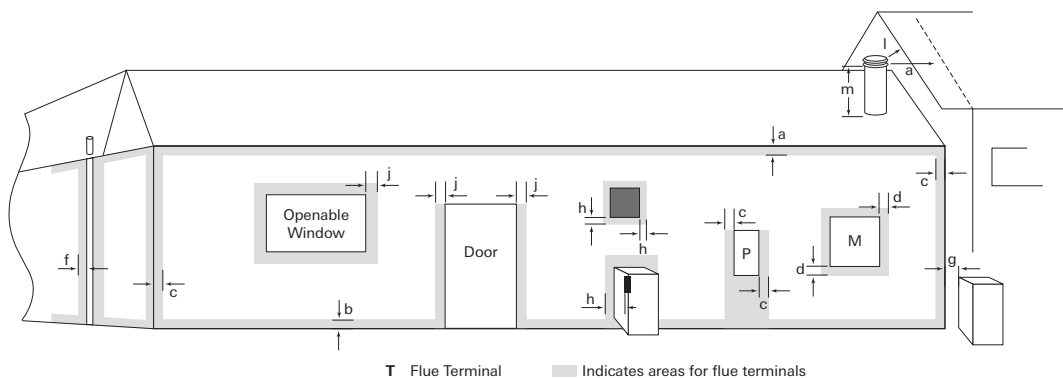 l
a
m
a
c
j
j
j
d
c
h
Openable
Window
M
P
Door
h
d
g
f
c
h
c
b
T Flue Terminal
Indicates areas for flue terminals